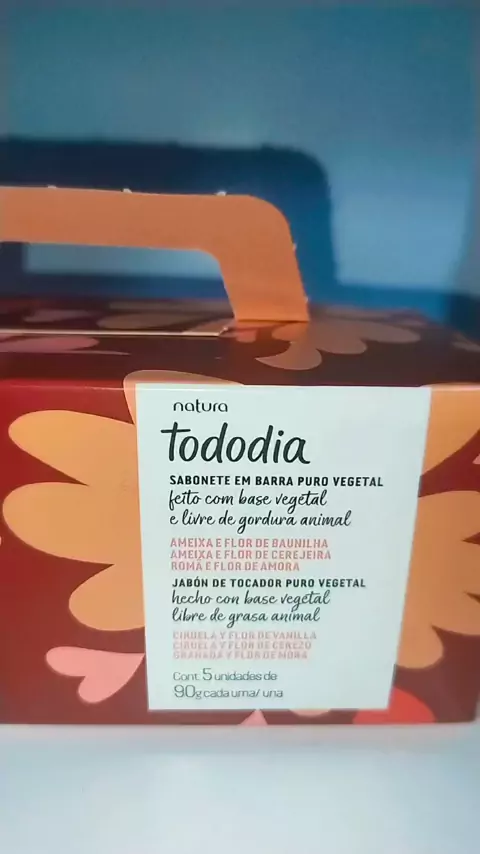 natura
tododia
SABONETE EM BARRA PURO VEGETAL
feito com base vegetal
e livre de gordura animal
AMEIXA E FLOR DE BAUNILHA
AMEIXA E FLOR DE CEREJEIRA
ROMÃ E FLOR DE AMORA
JABÓN DE TOCADOR PURO VEGETAL
hecho con base vegetal
libre de grasa animal
CIRUELA Y FLOR DE VAINILLA
CIRUELA Y FLOR DE CEREZO
GRANADA Y FLOR DE MORA
Cont. 5 unidades de
90g cada uma/ una